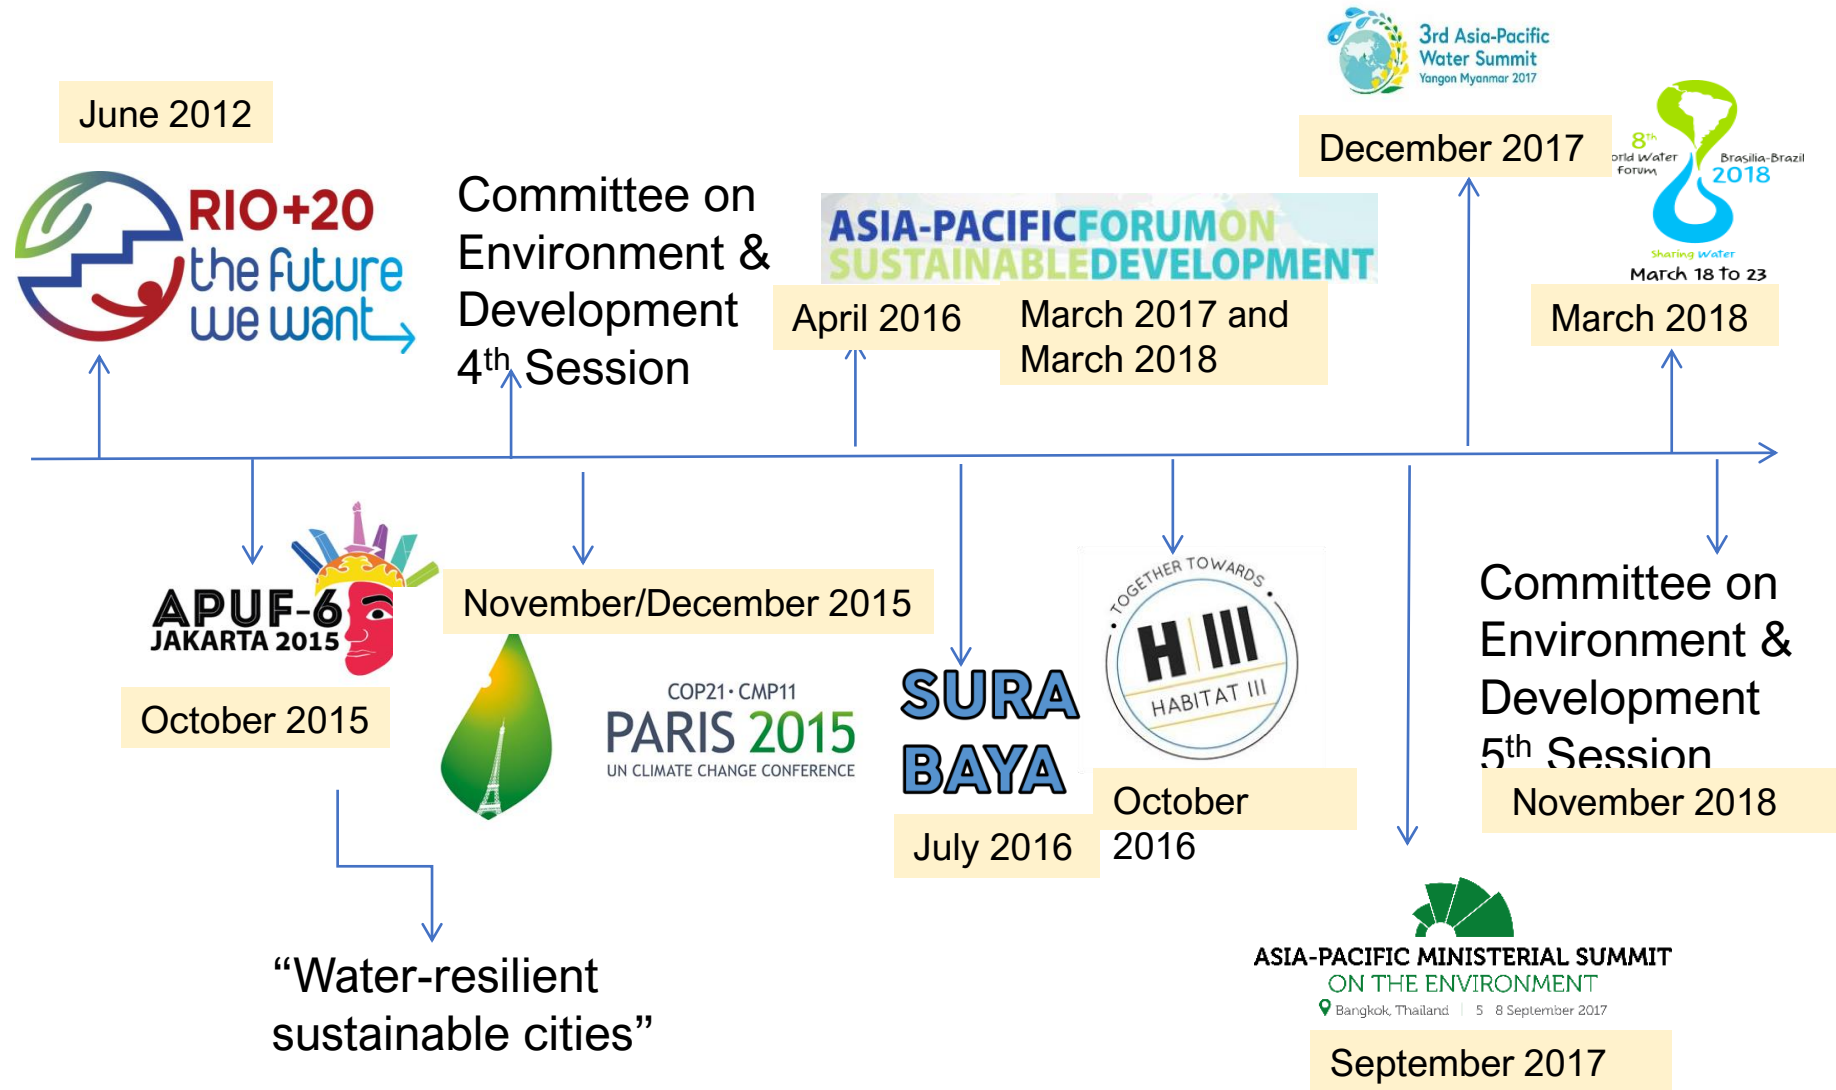 June 2012
RIO+20
the future
we want
Committee on
Environment &
Development
4th Session
ASIA-PACIFICFORUMON
SUSTAINABLEDEVELOPMENT
April 2016
March 2017 and
March 2018
3rd Asia-Pacific
Water Summit
Yangon Myanmar 2017
December 2017
8th
orld Water
Forum
Brasília-Brazil
2018
Sharing Water
March 18 to 23
March 2018
APUF-6
JAKARTA 2015
October 2015
November/December 2015
COP21·CMP11
PARIS 2015
UN CLIMATE CHANGE CONFERENCE
SURA
BAYA
July 2016
• TOGETHER TOWARDS •
H III
HABITAT III
October
2016
Committee on
Environment &
Development
5th Session
November 2018
“Water-resilient
sustainable cities”
ASIA-PACIFIC MINISTERIAL SUMMIT
ON THE ENVIRONMENT
Bangkok, Thailand | 5 8 September 2017
September 2017